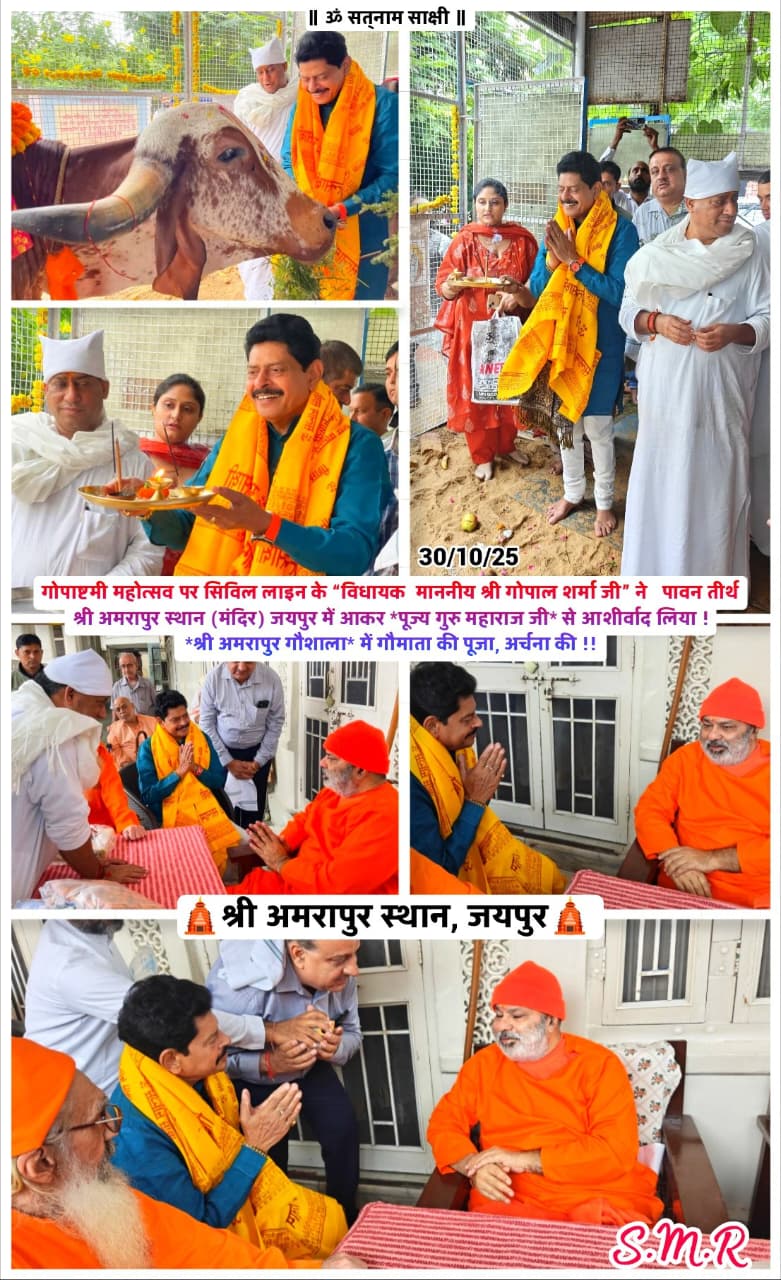 ॥ ॐ सत्नाम साक्षी ॥
30/10/25
गोपाष्टमी महोत्सव पर सिविल लाइन के “विधायक माननीय श्री गोपाल शर्मा जी” ने पावन तीर्थ
श्री अमरापुर स्थान (मंदिर) जयपुर में आकर *पूज्य गुरु महाराज जी* से आशीर्वाद लिया !
*श्री अमरापुर गौशाला* में गौमाता की पूजा, अर्चना की !!
श्री अमरापुर स्थान, जयपुर
S.M.R